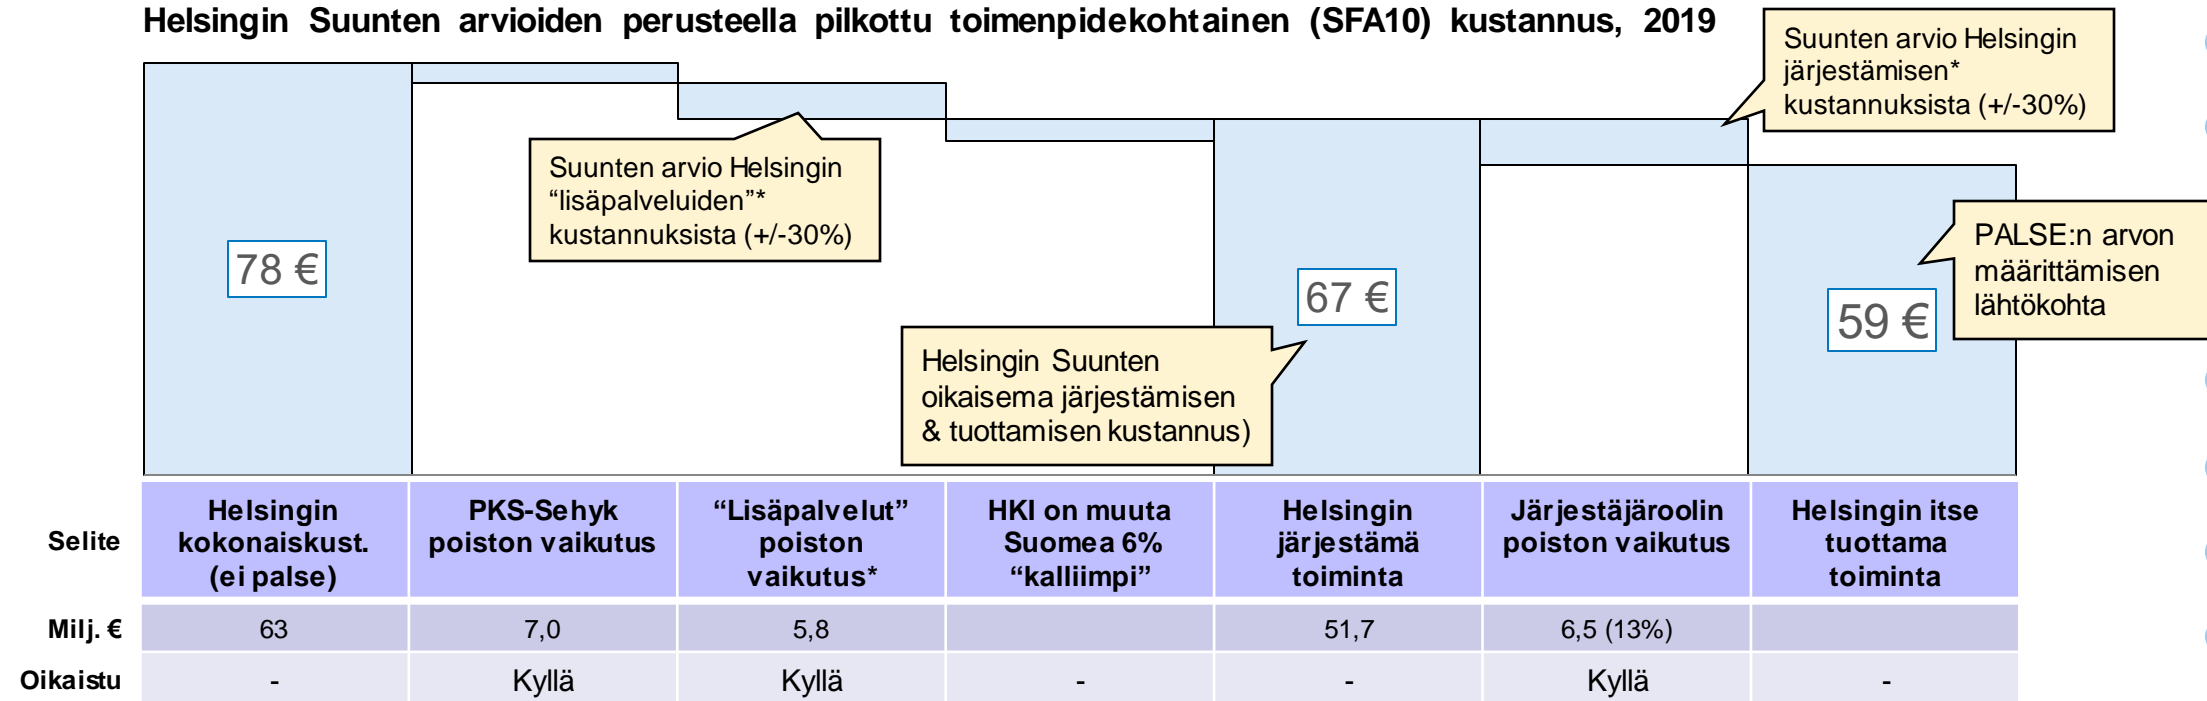 Helsingin Suunten arvioiden perusteella pilkottu toimenpidekohtainen (SFA10) kustannus, 2019
Suunten arvio Helsingin
järjestämisen*
kustannuksista (+/-30%)
Suunten arvio Helsingin
“lisäpalveluiden”*
kustannuksista (+/-30%)
78 €
67 €
PALSE:n arvon
määrittämisen
lähtökohta
59 €
Helsingin Suunten
oikaisema järjestämisen
& tuottamisen kustannus)
Selite
Helsingin
kokonaiskust.
(ei palse)
PKS-Sehyk
poiston vaikutus
“Lisäpalvelut”
poiston
vaikutus*
HKI on muuta
Suomea 6%
“kalliimpi”
Helsingin
järjestämä
toiminta
Järjestäjäroolin
poiston vaikutus
Helsingin itse
tuottama
toiminta
Milj. € 63 7,0 5,8 51,7 6,5 (13%)
Oikaistu - Kyllä Kyllä - - Kyllä -